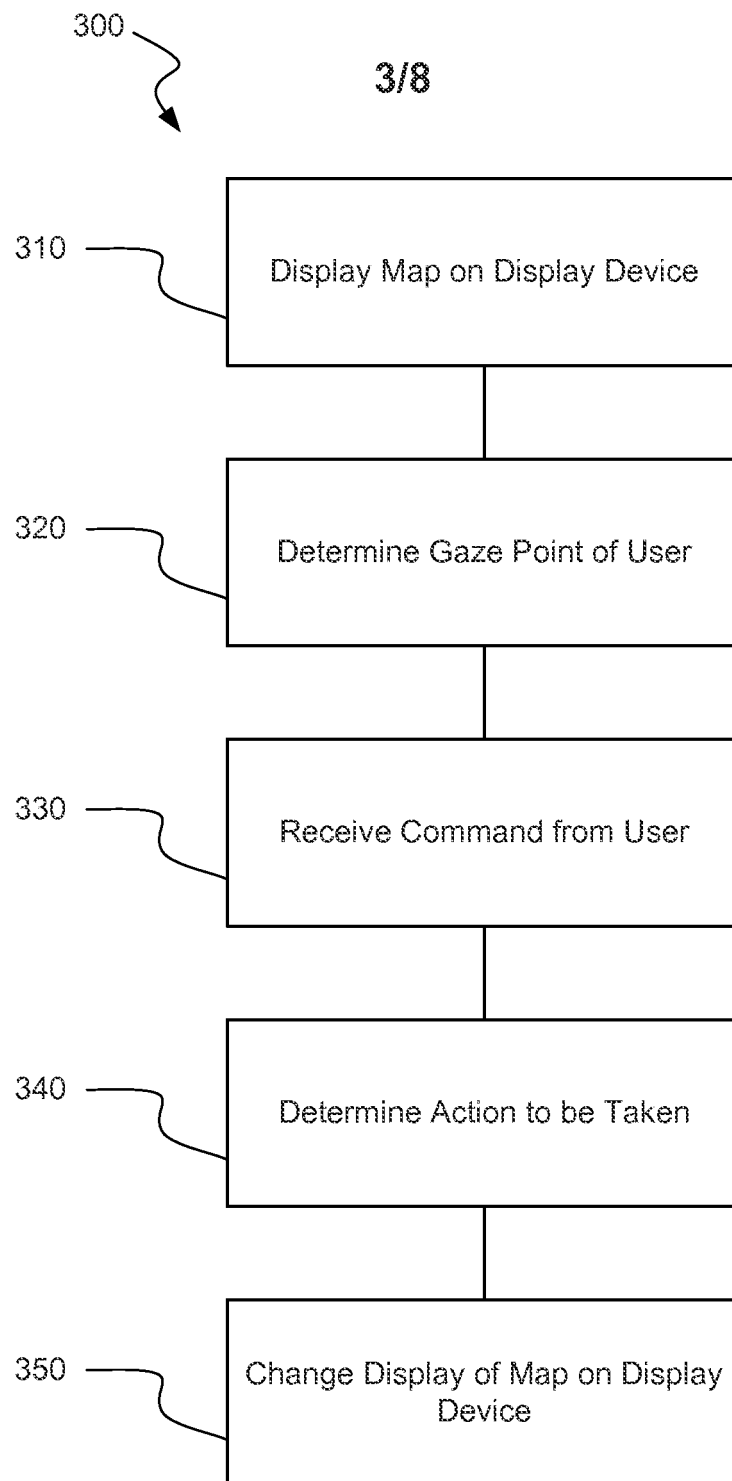 300
3/8
310
Display Map on Display Device
320
Determine Gaze Point of User
330
Receive Command from User
340
Determine Action to be Taken
350
Change Display of Map on Display
Device